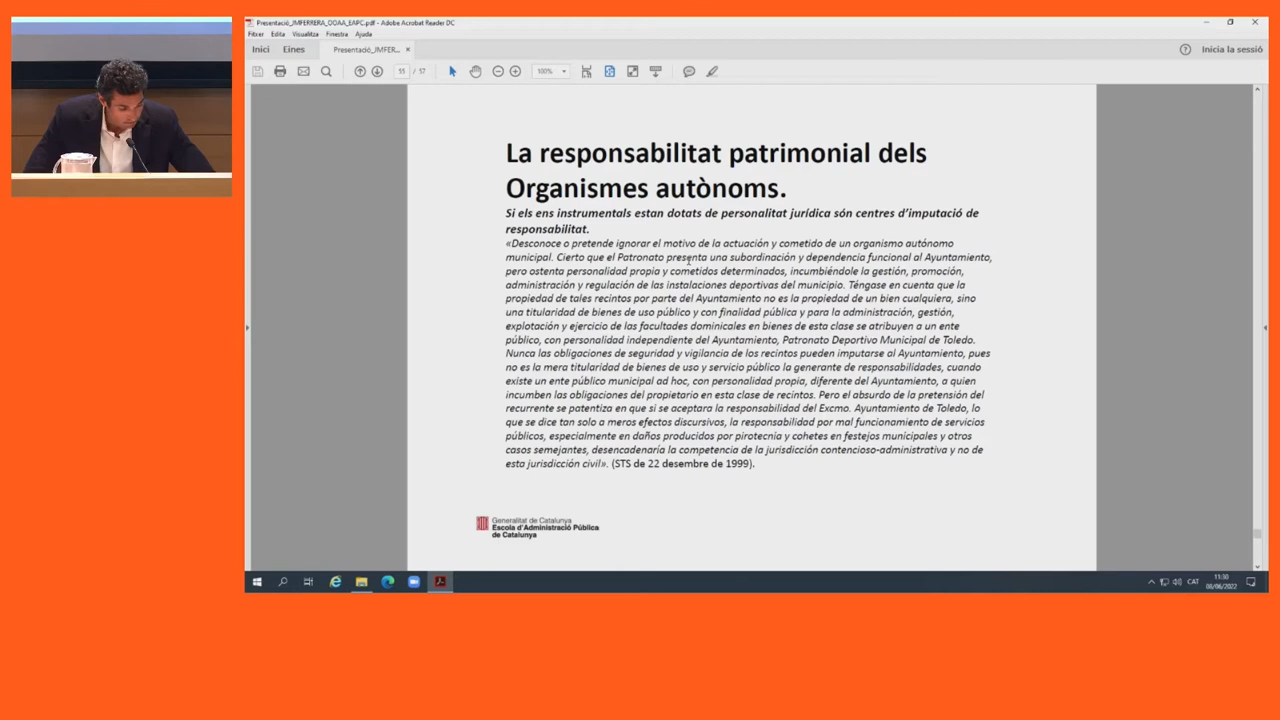 Presentació_JMFERRERA_OOAA_EAPC.pdf - Adobe Acrobat Reader DC
Fitxer Edita Visualitza Finestra Ajuda
Inici Eines Presentació_JMFER... × Inicia la sessió
55 / 57 100%
La responsabilitat patrimonial dels
Organismes autònoms.
Si els ens instrumentals estan dotats de personalitat jurídica són centres d’imputació de
responsabilitat.
«Desconoce o pretende ignorar el motivo de la actuación y cometido de un organismo autónomo
municipal. Cierto que el Patronato presenta una subordinación y dependencia funcional al Ayuntamiento,
pero ostenta personalidad propia y cometidos determinados, incumbiéndole la gestión, promoción,
administración y regulación de las instalaciones deportivas del municipio. Téngase en cuenta que la
propiedad de tales recintos por parte del Ayuntamiento no es la propiedad de un bien cualquiera, sino
una titularidad de bienes de uso público y con finalidad pública y para la administración, gestión,
explotación y ejercicio de las facultades dominicales en bienes de esta clase se atribuyen a un ente
público, con personalidad independiente del Ayuntamiento, Patronato Deportivo Municipal de Toledo.
Nunca las obligaciones de seguridad y vigilancia de los recintos pueden imputarse al Ayuntamiento, pues
no es la mera titularidad de bienes de uso y servicio público la generante de responsabilidades, cuando
existe un ente público municipal ad hoc, con personalidad propia, diferente del Ayuntamiento, a quien
incumben las obligaciones del propietario en esta clase de recintos. Pero el absurdo de la pretensión del
recurrente se patentiza en que si se aceptara la responsabilidad del Excmo. Ayuntamiento de Toledo, lo
que se dice tan solo a meros efectos discursivos, la responsabilidad por mal funcionamiento de servicios
públicos, especialmente en daños producidos por pirotecnia y cohetes en festejos municipales y otros
casos semejantes, desencadenaría la competencia de la jurisdicción contencioso-administrativa y no de
esta jurisdicción civil». (STS de 22 desembre de 1999).
Generalitat de Catalunya
Escola d’Administració Pública
de Catalunya
CAT
11:30
08/06/2022